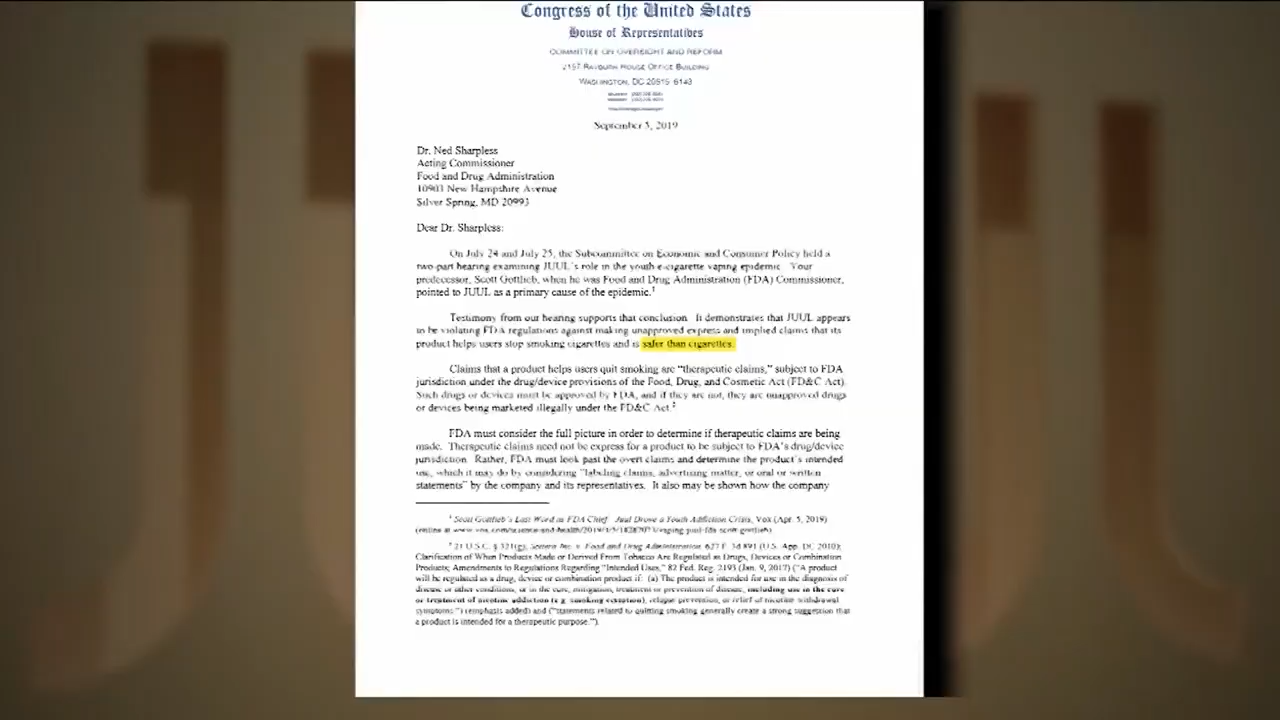 Congress of the United States
House of Representatives
COMMITTEE ON OVERSIGHT AND REFORM
2157 RAYBURN HOUSE OFFICE BUILDING
WASHINGTON, DC 20515-6143
September 5, 2019
Dr. Ned Sharpless
Acting Commissioner
Food and Drug Administration
10903 New Hampshire Avenue
Silver Spring, MD 20993
Dear Dr. Sharpless:
On July 24 and July 25, the Subcommittee on Economic and Consumer Policy held a
two-part hearing examining JUUL's role in the youth e-cigarette vaping epidemic. Your
predecessor, Scott Gottlieb, when he was Food and Drug Administration (FDA) Commissioner,
pointed to JUUL as a primary cause of the epidemic.1
Testimony from our hearing supports that conclusion. It demonstrates that JUUL appears
to be violating FDA regulations against making unapproved express and implied claims that its
product helps users stop smoking cigarettes and is safer than cigarettes.
Claims that a product helps users quit smoking are “therapeutic claims,” subject to FDA
jurisdiction under the drug/device provisions of the Food, Drug, and Cosmetic Act (FD&C Act).
Such drugs or devices must be approved by FDA, and if they are not, they are unapproved drugs
or devices being marketed illegally under the FD&C Act.2
FDA must consider the full picture in order to determine if therapeutic claims are being
made. Therapeutic claims need not be express for a product to be subject to FDA's drug/device
jurisdiction. Rather, FDA must look past the overt claims and determine the product's intended
use, which it may do by considering “labeling claims, advertising matter, or oral or written
statements” by the company and its representatives. It also may be shown how the company
1 Scott Gottlieb's Last Word as FDA Chief: Juul Drove a Youth Addiction Crisis, Vox (Apr. 5, 2019)
(online at
2 21 U.S.C. § 321(g); Inc. v. Food and Drug Administration, 627 F. 3d 891 (U.S. App. DC 2010);
Clarification of When Products Made or Derived From Tobacco Are Regulated as Drugs, Devices or Combination
Products; Amendments to Regulations Regarding “Intended Uses,” 82 Fed. Reg. 2193 (Jan. 9, 2017) (“A product
will be regulated as a drug, device or combination product if: (a) The product is intended for use in the diagnosis of
disease or other conditions, or in the cure, mitigation, treatment or prevention of disease, including use in the cure
or treatment of nicotine addiction (e.g. smoking cessation), relapse prevention, or relief of nicotine withdrawal
symptoms.”) (emphasis added) and (“statements related to quitting smoking generally create a strong suggestion that
a product is intended for a therapeutic purpose.”).